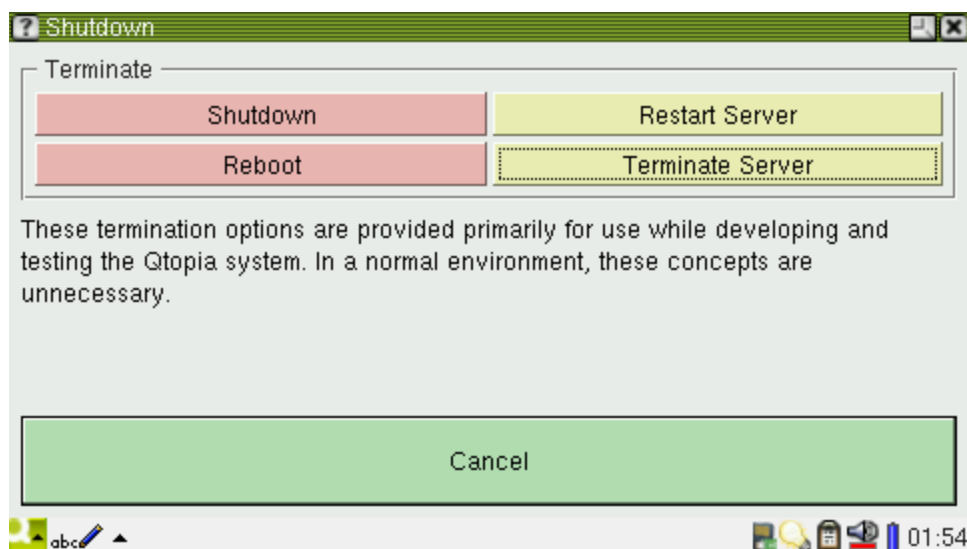 Shutdown
Terminate
Shutdown
Restart Server
Reboot
Terminate Server
These termination options are provided primarily for use while developing and
testing the Qtopia system. In a normal environment, these concepts are
unnecessary.
Cancel
abc
01:54